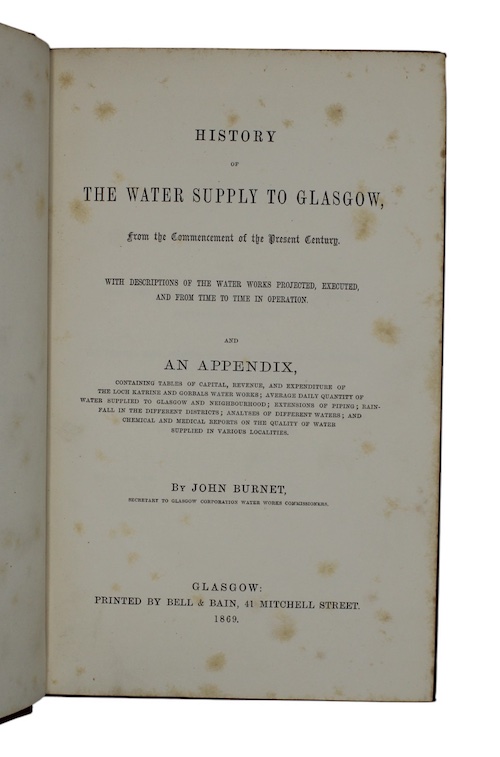 HISTORY
OF
THE WATER SUPPLY TO GLASGOW,
From the Commencement of the Present Century.
WITH DESCRIPTIONS OF THE WATER WORKS PROJECTED, EXECUTED,
AND FROM TIME TO TIME IN OPERATION.
AND
AN APPENDIX,
CONTAINING TABLES OF CAPITAL, REVENUE, AND EXPENDITURE OF
THE LOCH KATRINE AND GORBALS WATER WORKS; AVERAGE DAILY QUANTITY OF
WATER SUPPLIED TO GLASGOW AND NEIGHBOURHOOD; EXTENSIONS OF PIPING; RAIN-
FALL IN THE DIFFERENT DISTRICTS; ANALYSES OF DIFFERENT WATERS; AND
CHEMICAL AND MEDICAL REPORTS ON THE QUALITY OF WATER
SUPPLIED IN VARIOUS LOCALITIES.
BY JOHN BURNET,
SECRETARY TO GLASGOW CORPORATION WATER WORKS COMMISSIONERS.
GLASGOW:
PRINTED BY BELL & BAIN, 41 MITCHELL STREET.
1869.